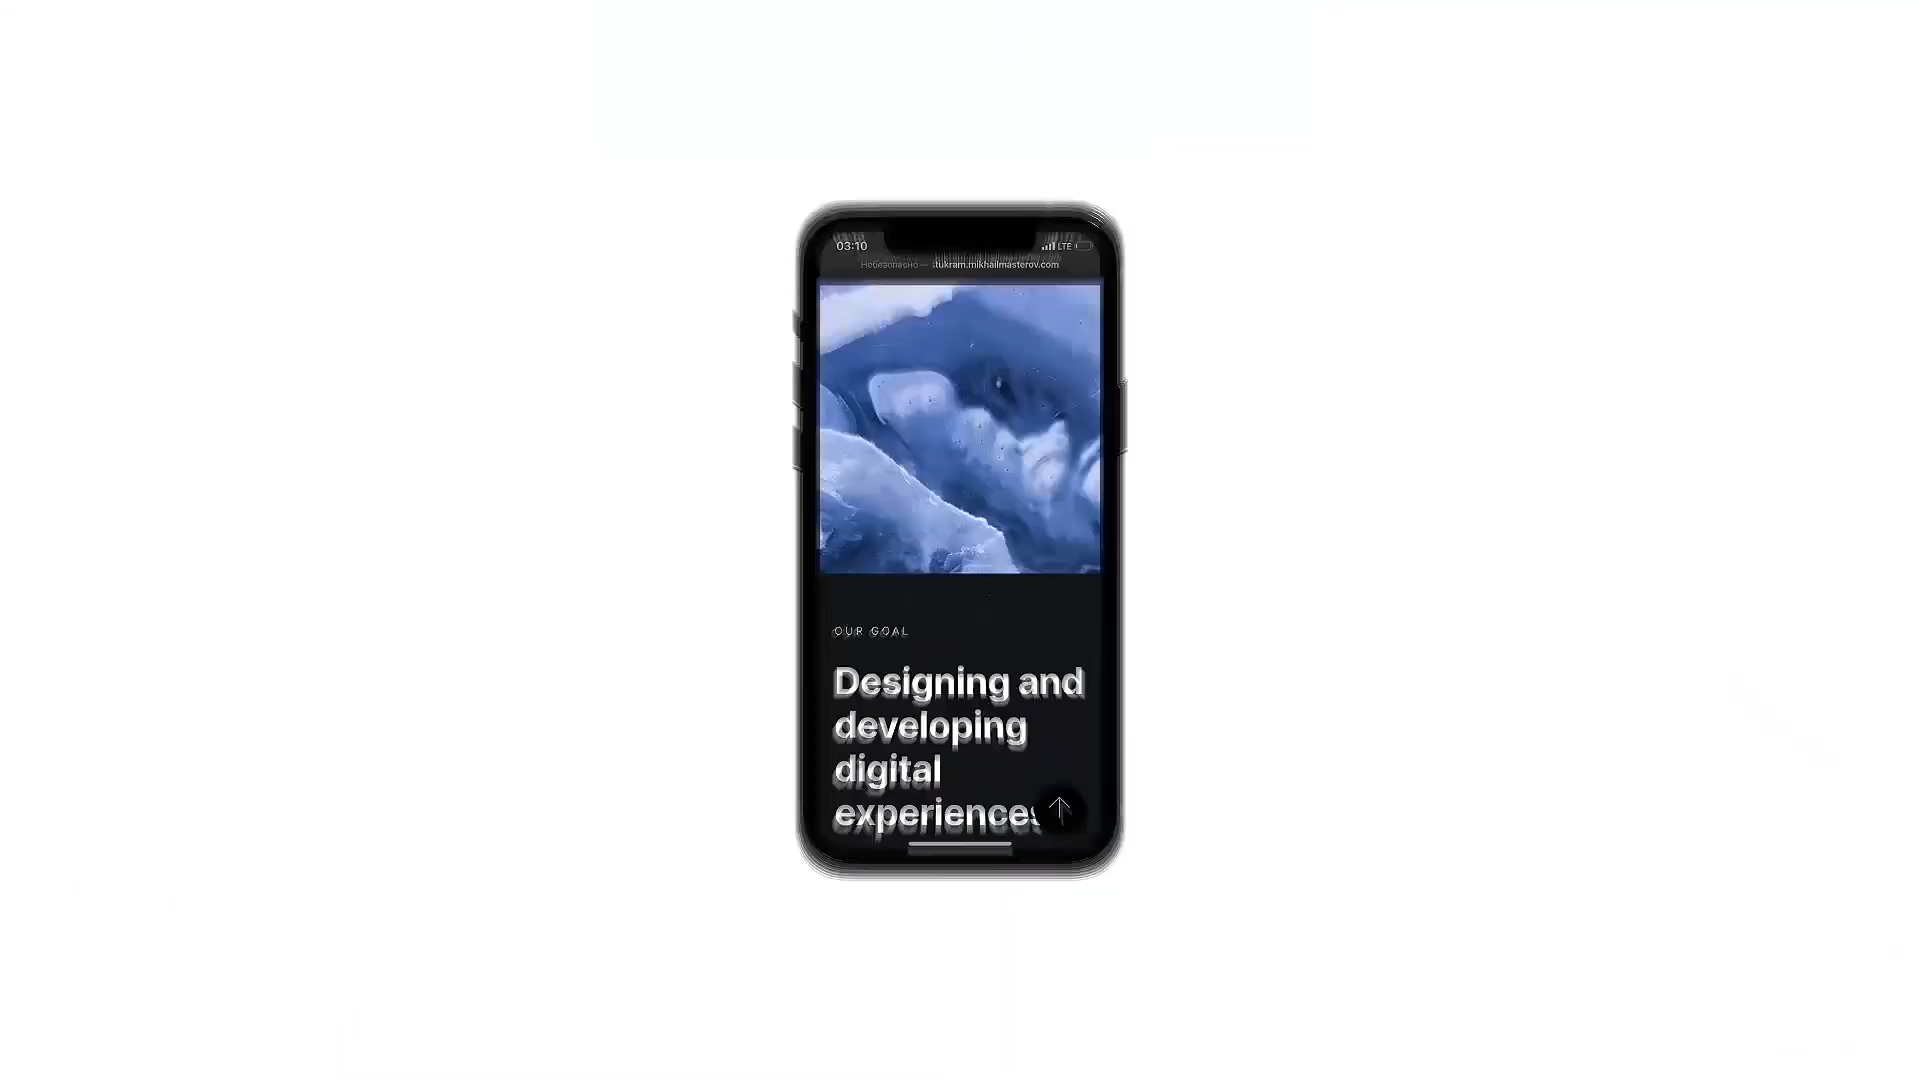 03:10 LTE
Небезопасно — stukram.mikhailmasterov.com
OUR GOAL
Designing and
developing
digital
experiences